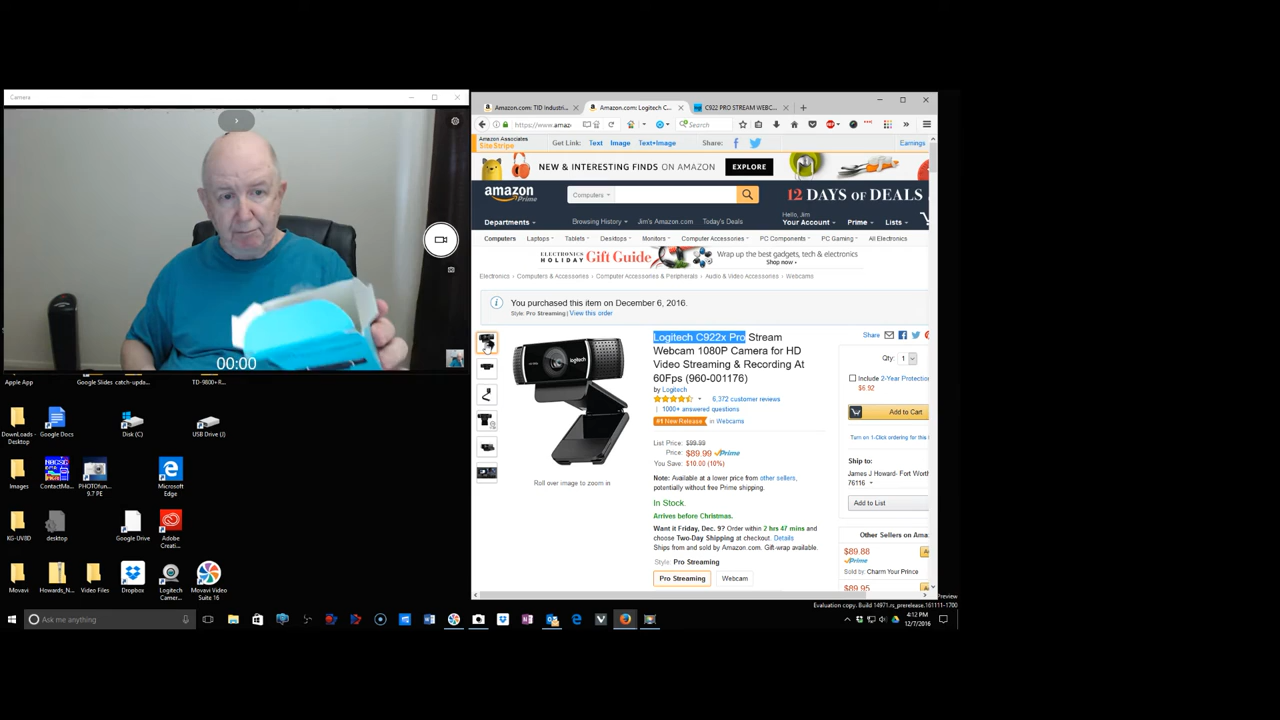 Camera
00:00
Apple App
Google Slides
catch-upda...
TD-9800+R...
DownLoads -
Desktop
Google Docs
Disk (C)
USB Drive (J)
Images
ContactMa...
PHOTOfun...
9.7 PE
Microsoft
Edge
KG-UV8D
desktop
Google Drive
Adobe
Creati...
Movavi
Howards_N...
Video Files
Dropbox
Logitech
Camer...
Movavi Video
Suite 16
Ask me anything
Amazon.com: TID Industri...
Amazon.com: Logitech C...
C922 PRO STREAM WEBC...
https://www.amaz
Search
Amazon Associates
SiteStripe
Get Link:
Text
Image
Text+Image
Share:
Earnings
NEW & INTERESTING FINDS ON AMAZON
EXPLORE
amazon
Prime
Computers
12 DAYS OF DEALS
Departments
Browsing History
Jim's Amazon.com
Today's Deals
Hello, Jim
Your Account
Prime
Lists
Computers
Laptops
Tablets
Desktops
Monitors
Computer Accessories
PC Components
PC Gaming
All Electronics
ELECTRONICS
HOLIDAY Gift Guide
Wrap up the best gadgets, tech & electronics
Shop now ›
Electronics › Computers & Accessories › Computer Accessories & Peripherals › Audio & Video Accessories › Webcams
You purchased this item on December 6, 2016.
Style: Pro Streaming | View this order
logitech
Roll over image to zoom in
Logitech C922x Pro Stream
Webcam 1080P Camera for HD
Video Streaming & Recording At
60Fps (960-001176)
by Logitech
6,372 customer reviews
| 1000+ answered questions
#1 New Release in Webcams
List Price: $99.99
Price: $89.99 Prime
You Save: $10.00 (10%)
Note: Available at a lower price from other sellers,
potentially without free Prime shipping.
In Stock.
Arrives before Christmas.
Want it Friday, Dec. 9? Order within 2 hrs 47 mins and
choose Two-Day Shipping at checkout. Details
Ships from and sold by Amazon.com. Gift-wrap available.
Style: Pro Streaming
Pro Streaming
Webcam
Share
Qty: 1
Include 2-Year Protectio
$6.92
Add to Cart
Turn on 1-Click ordering for this
Ship to:
James J Howard- Fort Worth
76116
Add to List
Other Sellers on Am
$89.88
Prime
Sold by: Charm Your Prince
$89.95
Preview
Evaluation copy. Build 14971.rs_prerelease.161111-1700
4:12 PM
12/7/2016